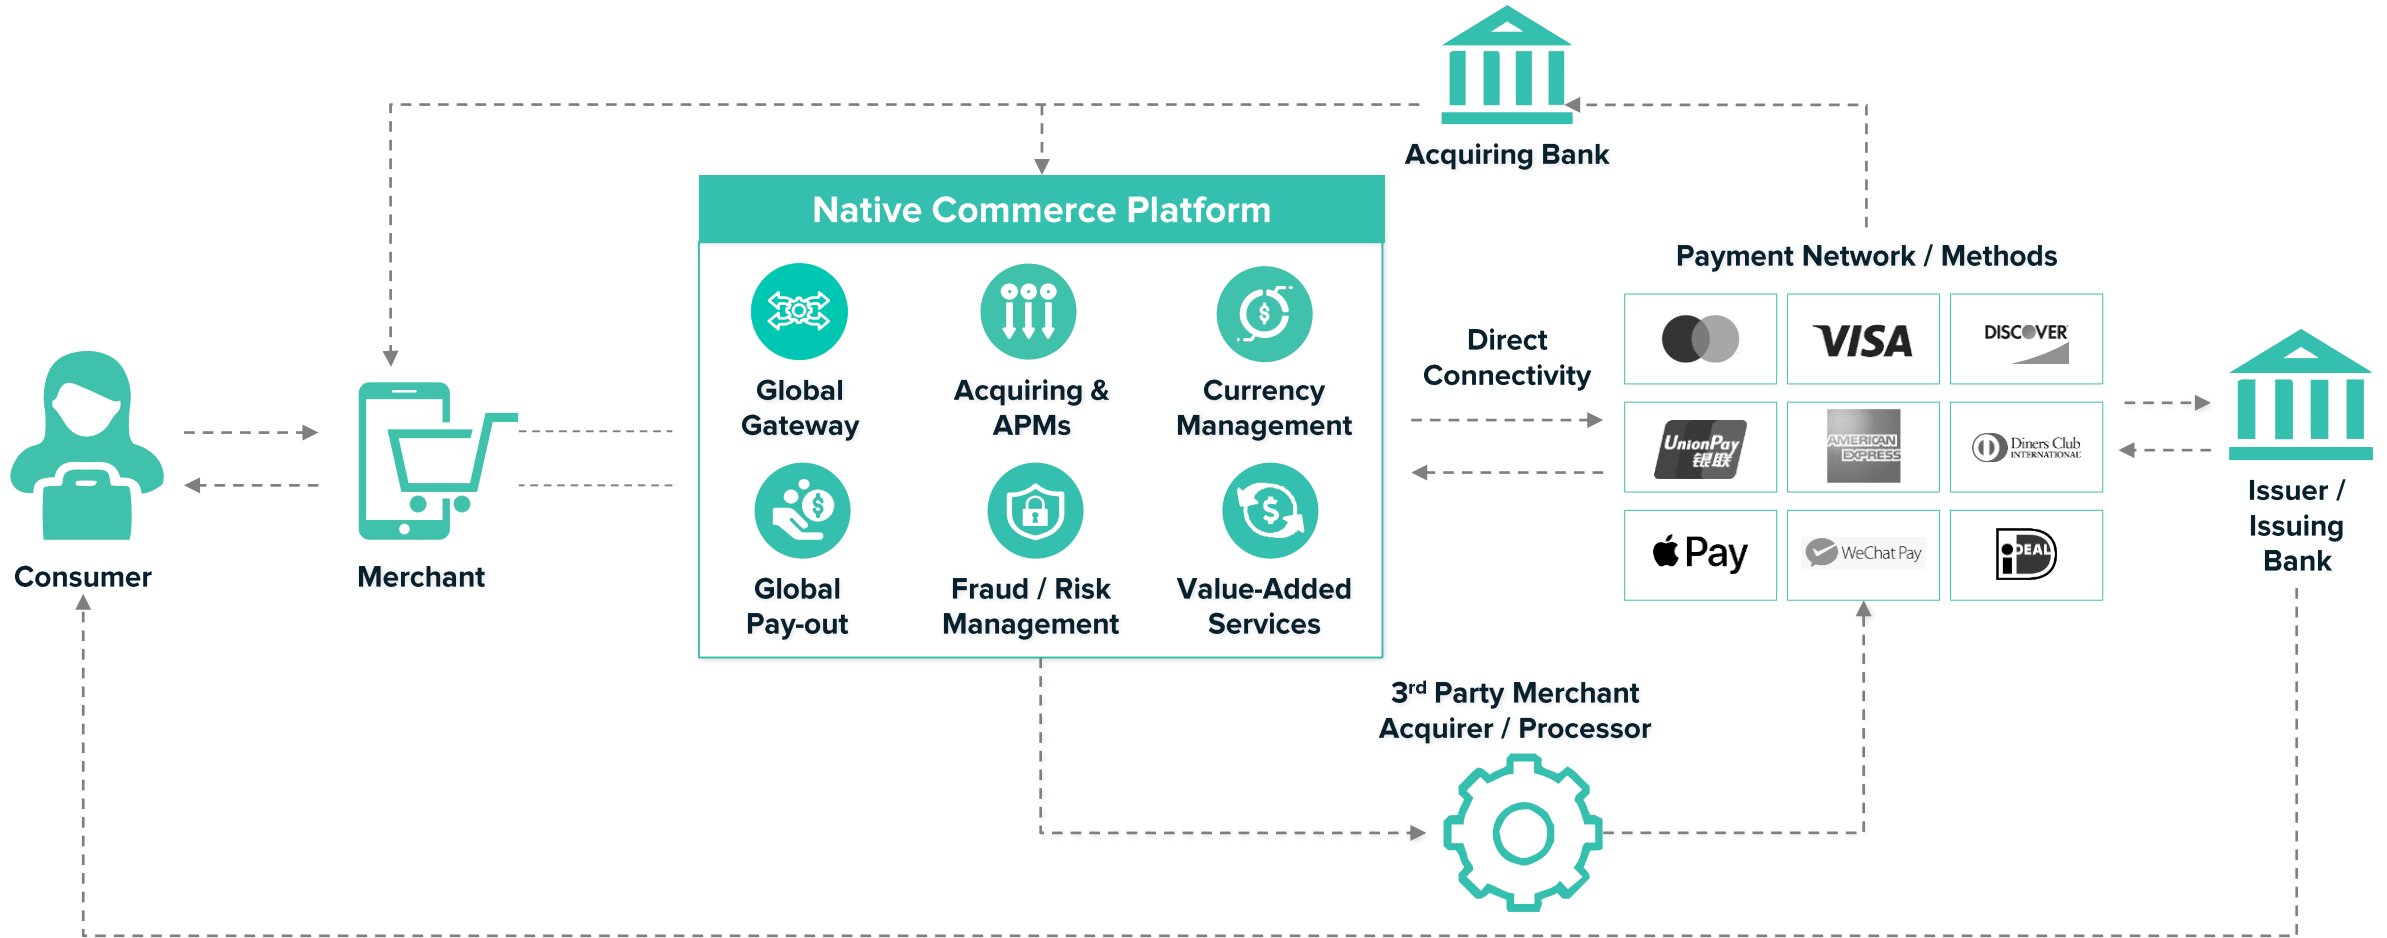 Acquiring Bank
Native Commerce Platform
Global
Gateway
Acquiring &
APMs
Currency
Management
Global
Pay-out
Fraud / Risk
Management
Value-Added
Services
Direct
Connectivity
Payment Network / Methods
VISA
DISCOVER
UnionPay
银联
AMERICAN
EXPRESS
Diners Club
INTERNATIONAL
Pay
WeChat Pay
iDEAL
Consumer
Merchant
Issuer /
Issuing
Bank
3rd Party Merchant
Acquirer / Processor